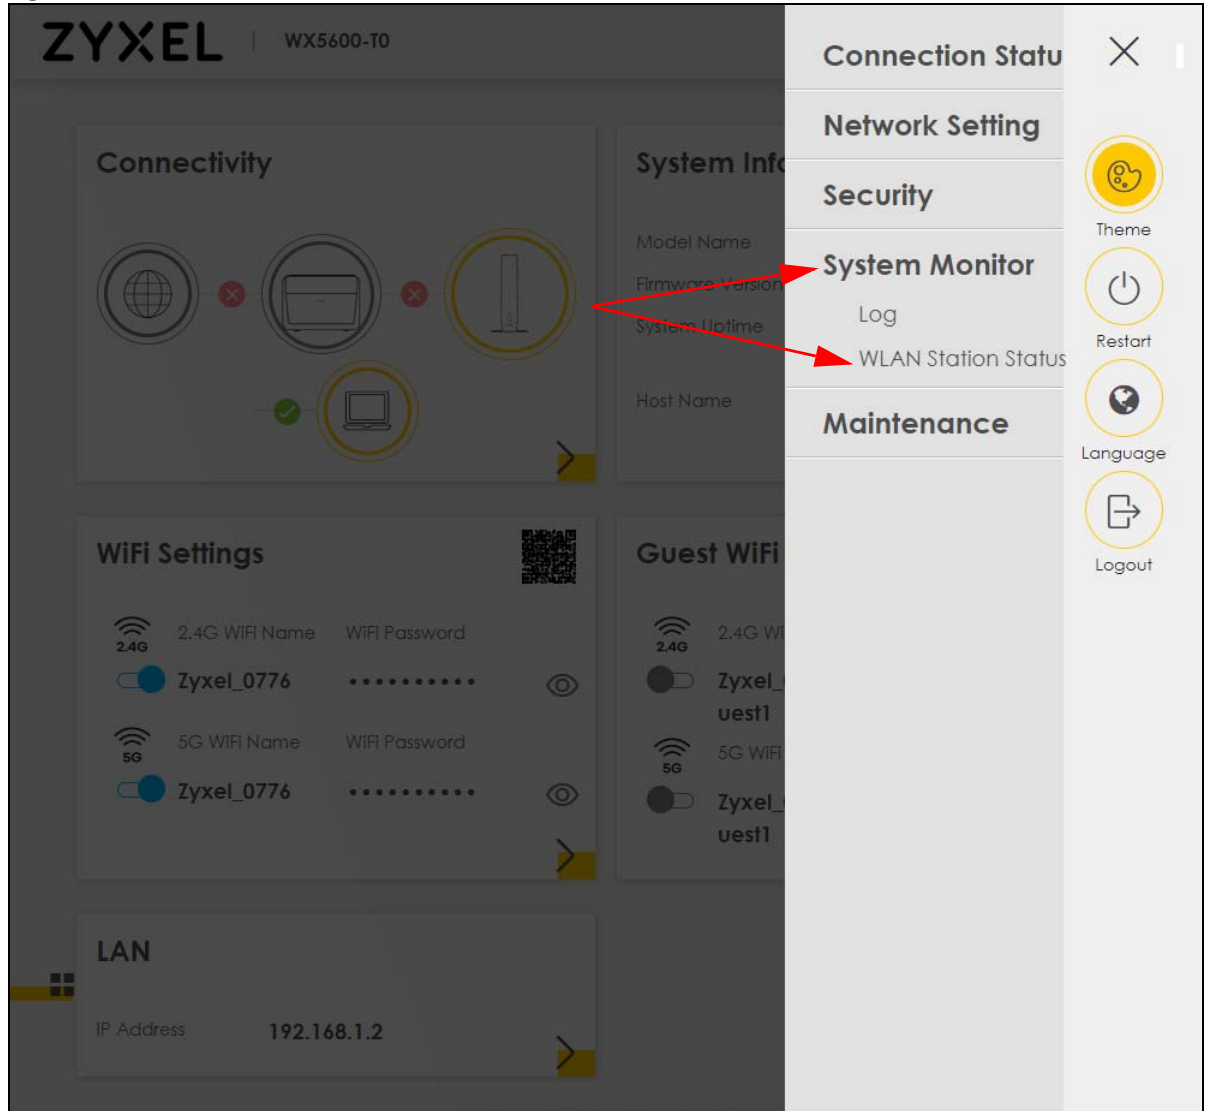 ZYXEL WX5600-T0
Connectivity
System Info
Model Name
Firmware Version
System Uptime
Host Name
WiFi Settings
2.4G
2.4G WiFi Name WiFi Password
Zyxel_0776 ••••••••••
5G
5G WiFi Name WiFi Password
Zyxel_0776 ••••••••••
Guest WiFi
2.4G
2.4G Wi
Zyxel_
uest1
5G
5G WiFi
Zyxel_
uest1
LAN
IP Address 192.168.1.2
Connection Statu
Network Setting
Security
System Monitor
Log
WLAN Station Status
Maintenance
Theme
Restart
Language
Logout